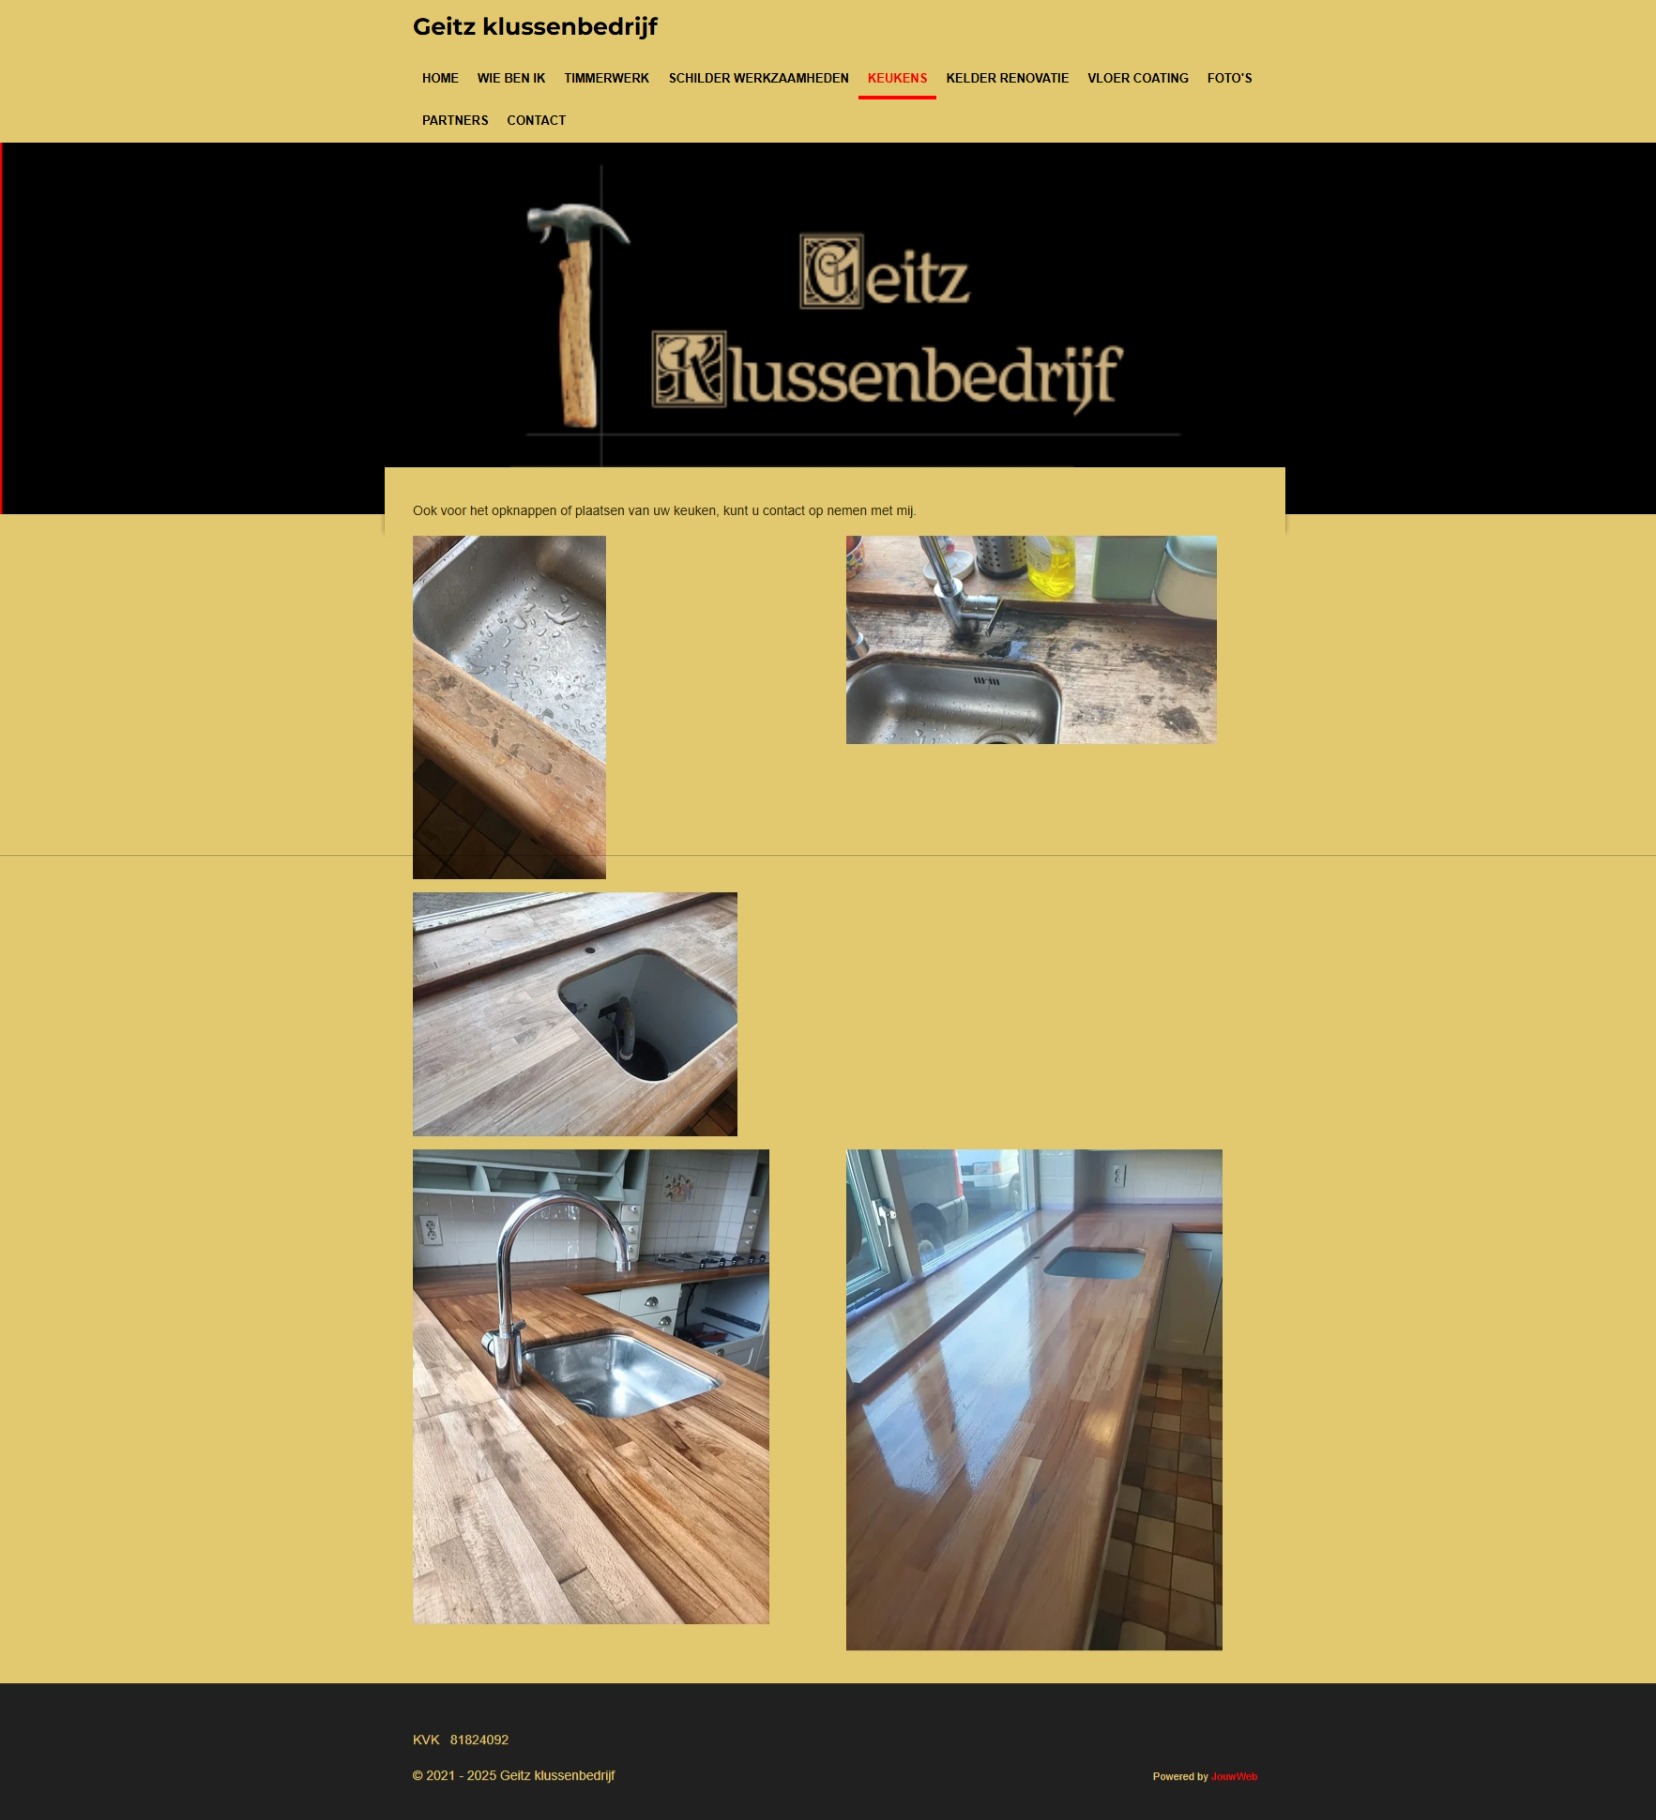 Geitz klussenbedrijf
HOME WIE BEN IK TIMMERWERK SCHILDER WERKZAAMHEDEN KEUKENS KELDER RENOVATIE VLOER COATING FOTO'S
PARTNERS CONTACT
Geitz
Klussenbedrijf
Ook voor het opknappen of plaatsen van uw keuken, kunt u contact op nemen met mij.
KVK 81824092
© 2021 - 2025 Geitz klussenbedrijf
Powered by JouwWeb